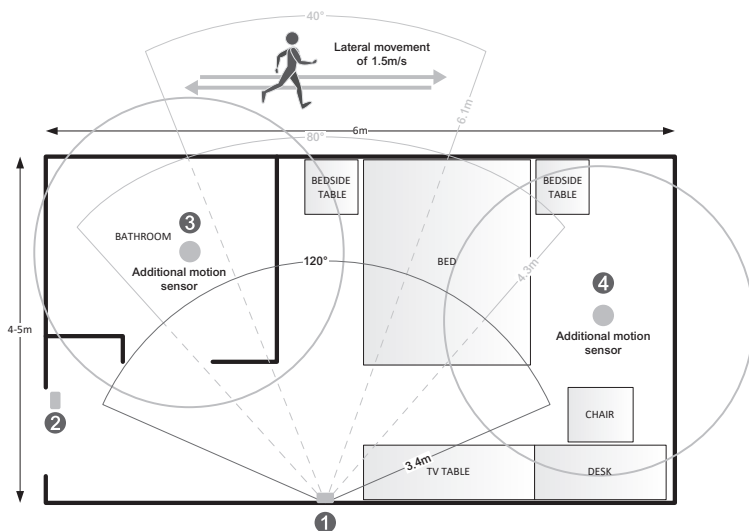 40°
Lateral movement
of 1.5m/s
6.1m
6m
80°
BEDSIDE
TABLE
BEDSIDE
TABLE
3
BATHROOM
Additional motion
sensor
BED
120°
4.3m
4
4-5m
Additional motion
sensor
2
CHAIR
3.4m
TV TABLE
DESK
1